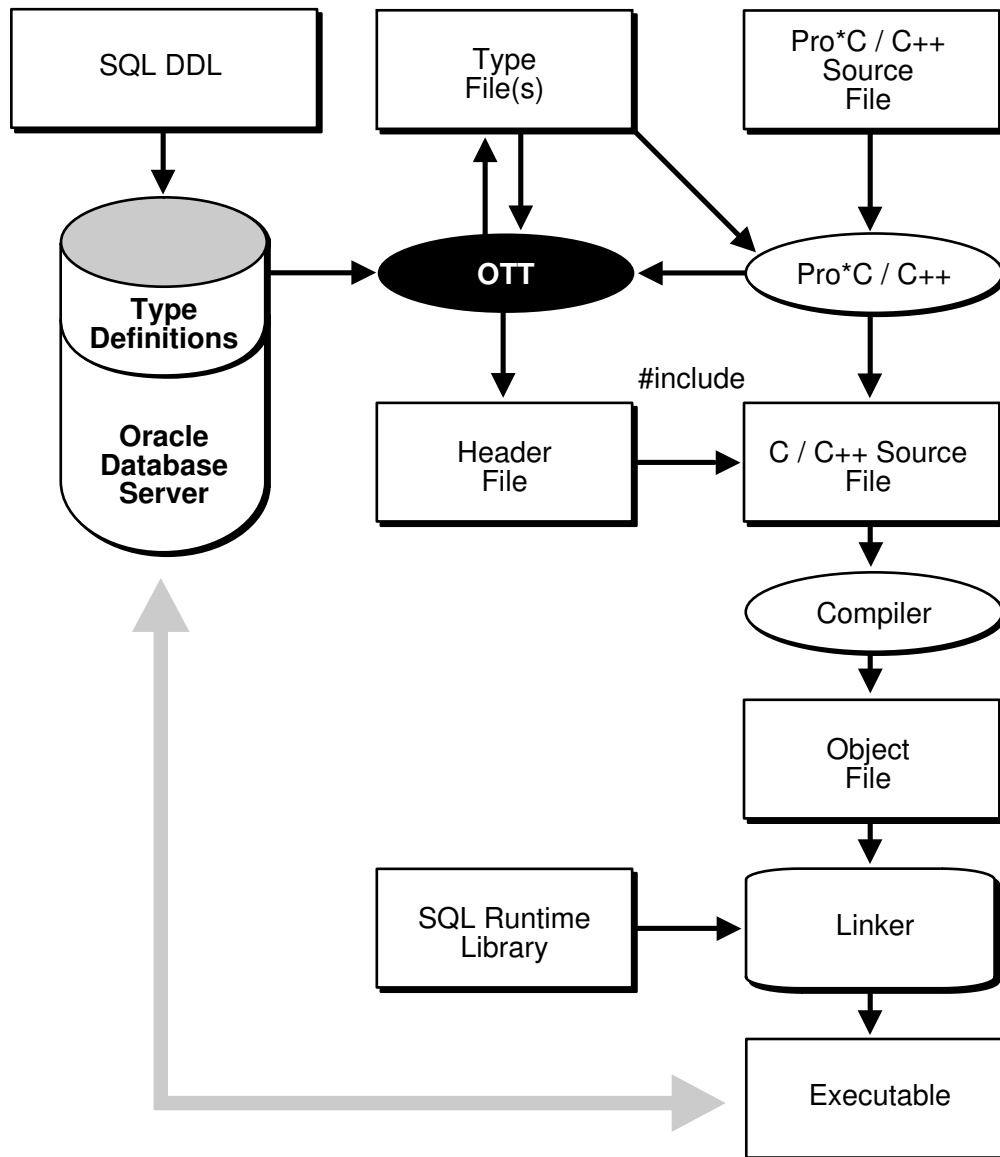 SQL DDL
Type
File(s)
Pro*C / C++
Source
File
OTT
Pro*C / C++
Type
Definitions
#include
Oracle
Database
Server
Header
File
C / C++ Source
File
Compiler
Object
File
SQL Runtime
Library
Linker
Executable